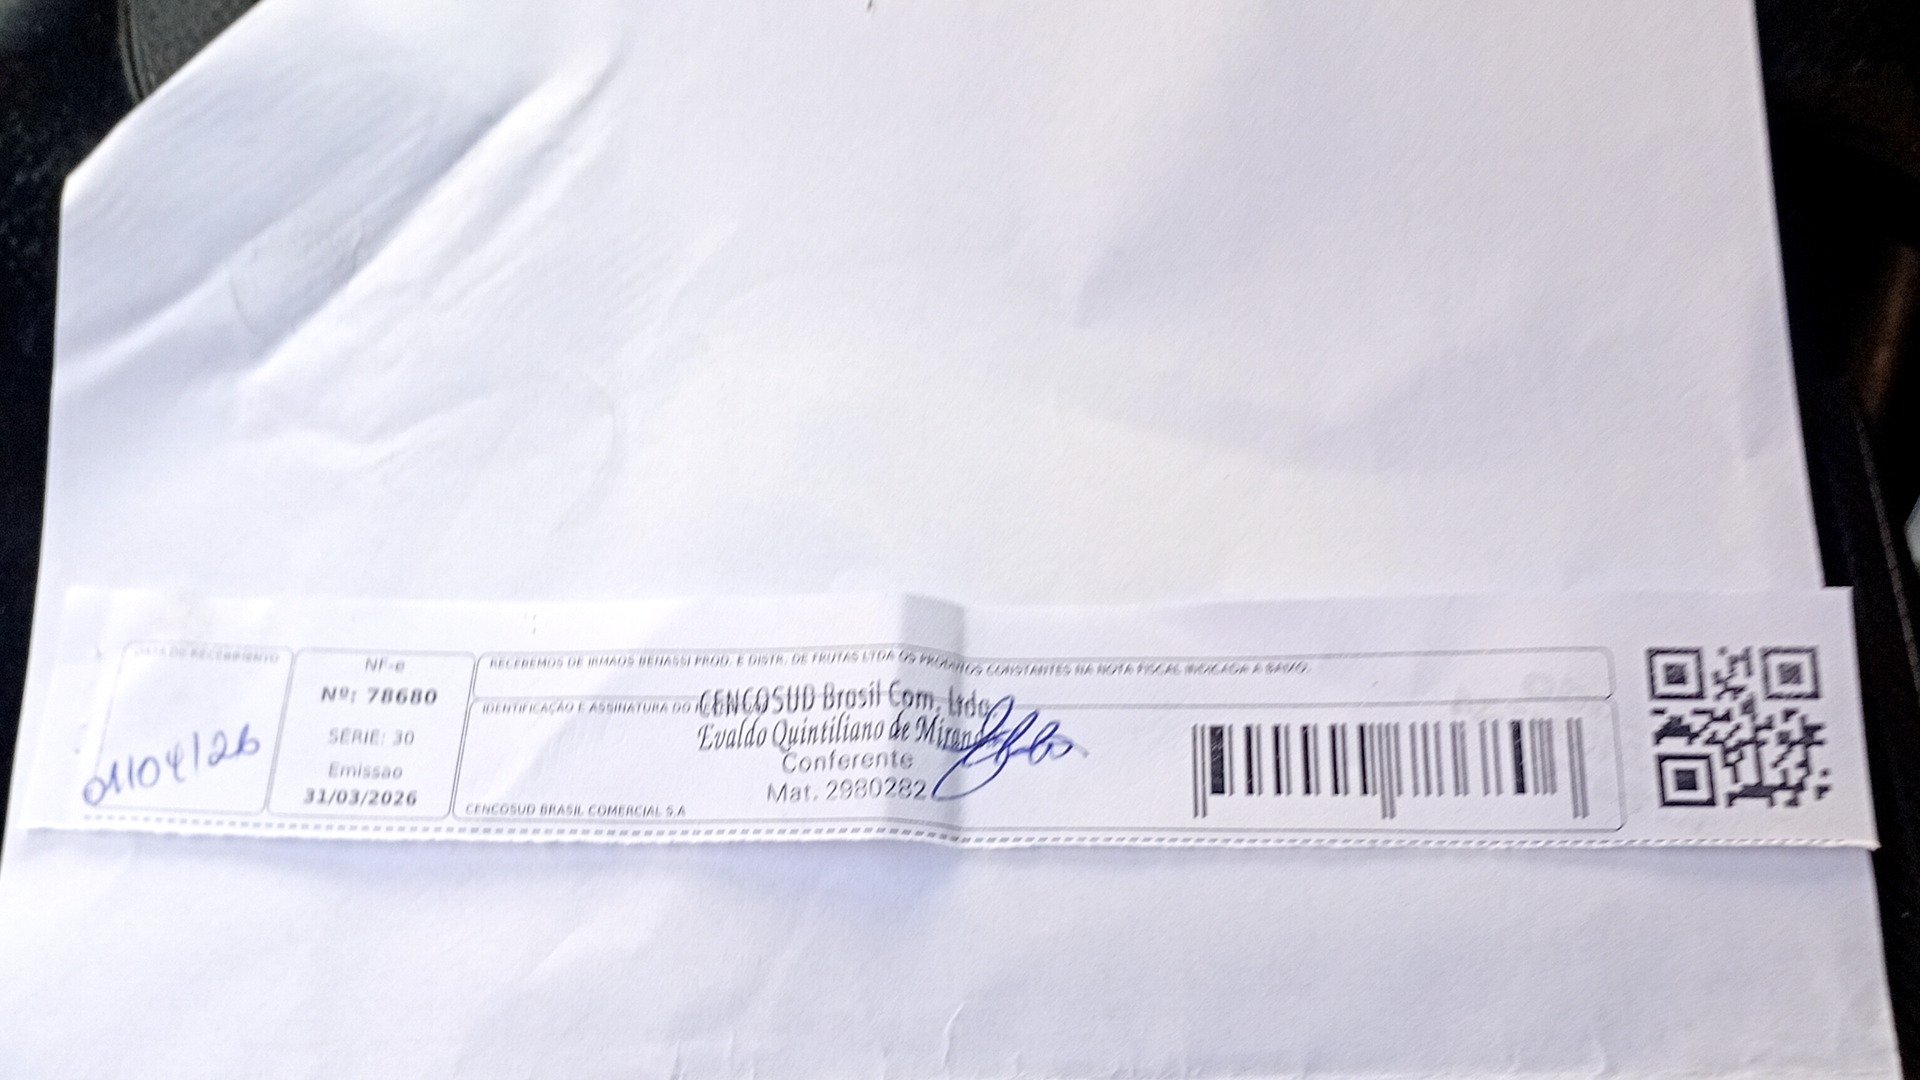 DATA DE RECEBIMENTO
01/04/26
NF-e
Nº: 78680
SÉRIE: 30
Emissao
31/03/2026
RECEBEMOS DE IRMAOS BENASSI PROD. E DISTR. DE FRUTAS LTDA OS PRODUTOS CONSTANTES NA NOTA FISCAL INDICADA A BAIXO.
IDENTIFICAÇÃO E ASSINATURA DO
CENCOSUD Brasil Com. Ltda
Evaldo Quintiliano de Miranda
Conferente
Mat. 2980282
CENCOSUD BRASIL COMERCIAL S.A